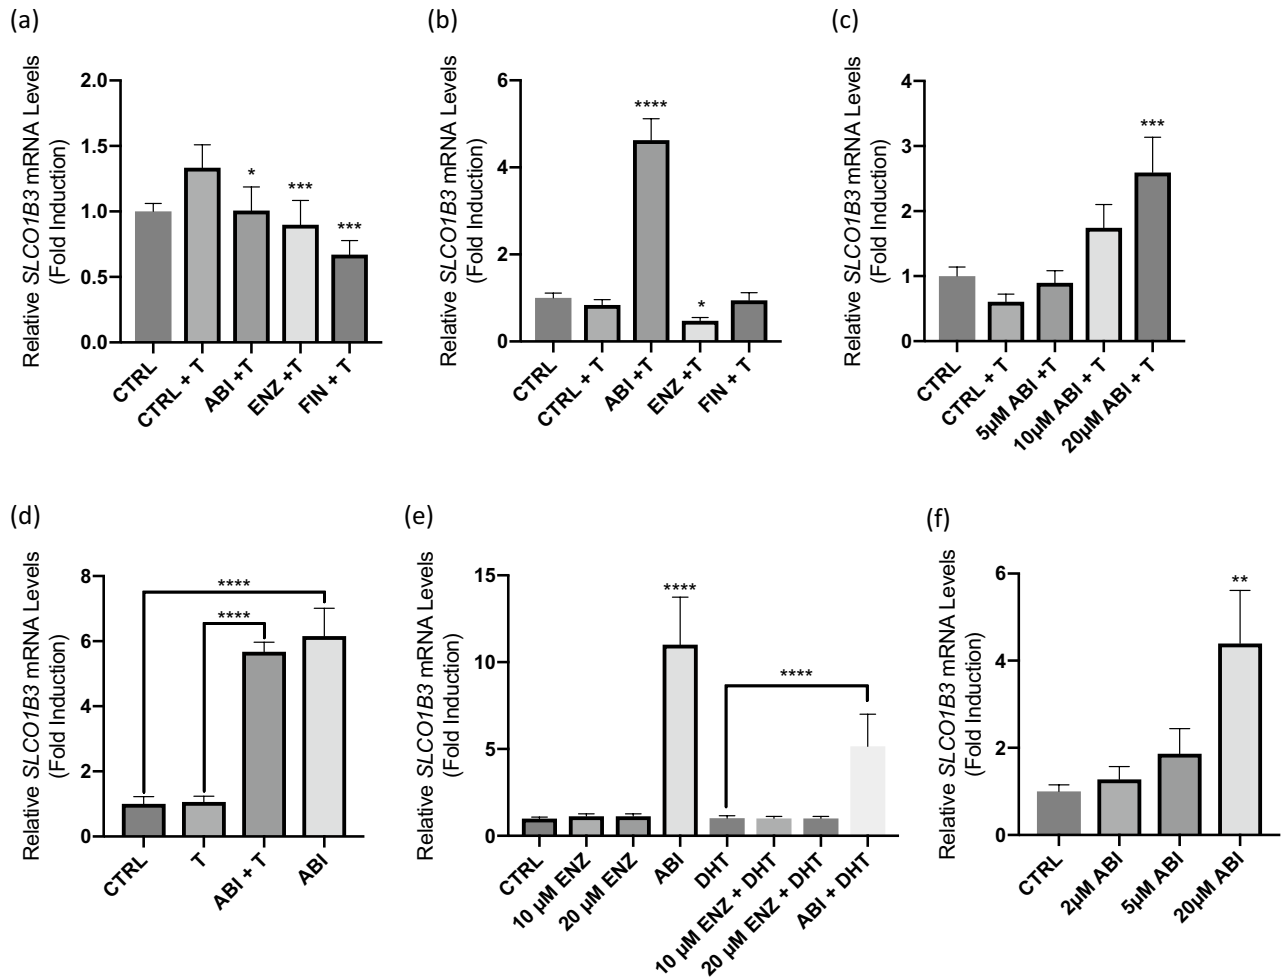 (a)
Relative SLCO1B3 mRNA Levels
(Fold Induction)
2.0
1.5
1.0
0.5
0.0
*
***
***
CTRL
CTRL + T
ABI +T
ENZ +T
FIN + T
(b)
Relative SLCO1B3 mRNA Levels
(Fold Induction)
6
4
2
0
****
*
CTRL
CTRL + T
ABI +T
ENZ +T
FIN + T
(c)
Relative SLCO1B3 mRNA Levels
(Fold Induction)
4
3
2
1
0
***
CTRL
CTRL + T
5µM ABI +T
10µM ABI + T
20µM ABI + T
(d)
Relative SLCO1B3 mRNA Levels
(Fold Induction)
8
6
4
2
0
****
****
CTRL
T
ABI + T
ABI
(e)
Relative SLCO1B3 mRNA Levels
(Fold Induction)
15
10
5
0
****
****
CTRL
10 µM ENZ
20 µM ENZ
ABI
DHT
10 µM ENZ + DHT
20 µM ENZ + DHT
ABI + DHT
(f)
Relative SLCO1B3 mRNA Levels
(Fold Induction)
6
4
2
0
**
CTRL
2µM ABI
5µM ABI
20µM ABI